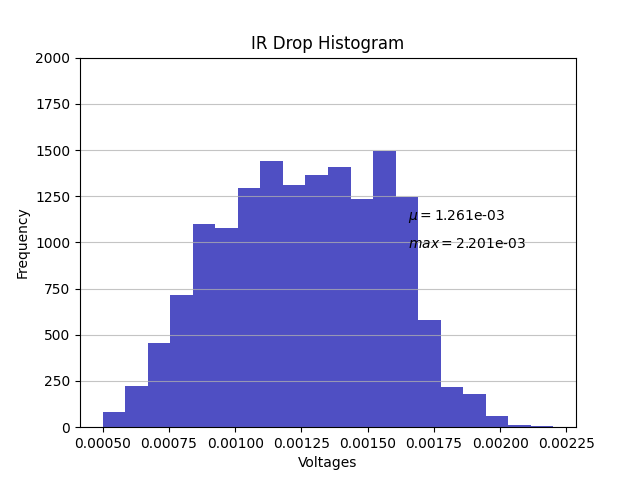 IR Drop Histogram
2000
1750
1500
1250
1000
750
500
250
0
Frequency
μ = 1.261e-03
max = 2.201e-03
0.00050 0.00075 0.00100 0.00125 0.00150 0.00175 0.00200 0.00225
Voltages